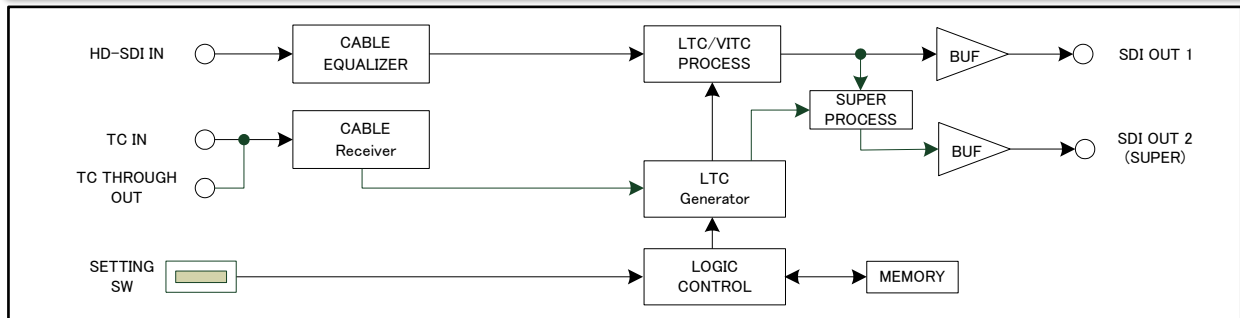 HD-SDI IN
CABLE
EQUALIZER
LTC/VITC
PROCESS
BUF
SDI OUT 1
SUPER
PROCESS
TC IN
CABLE
Receiver
BUF
SDI OUT 2
(SUPER)
TC THROUGH
OUT
LTC
Generator
SETTING
SW
LOGIC
CONTROL
MEMORY